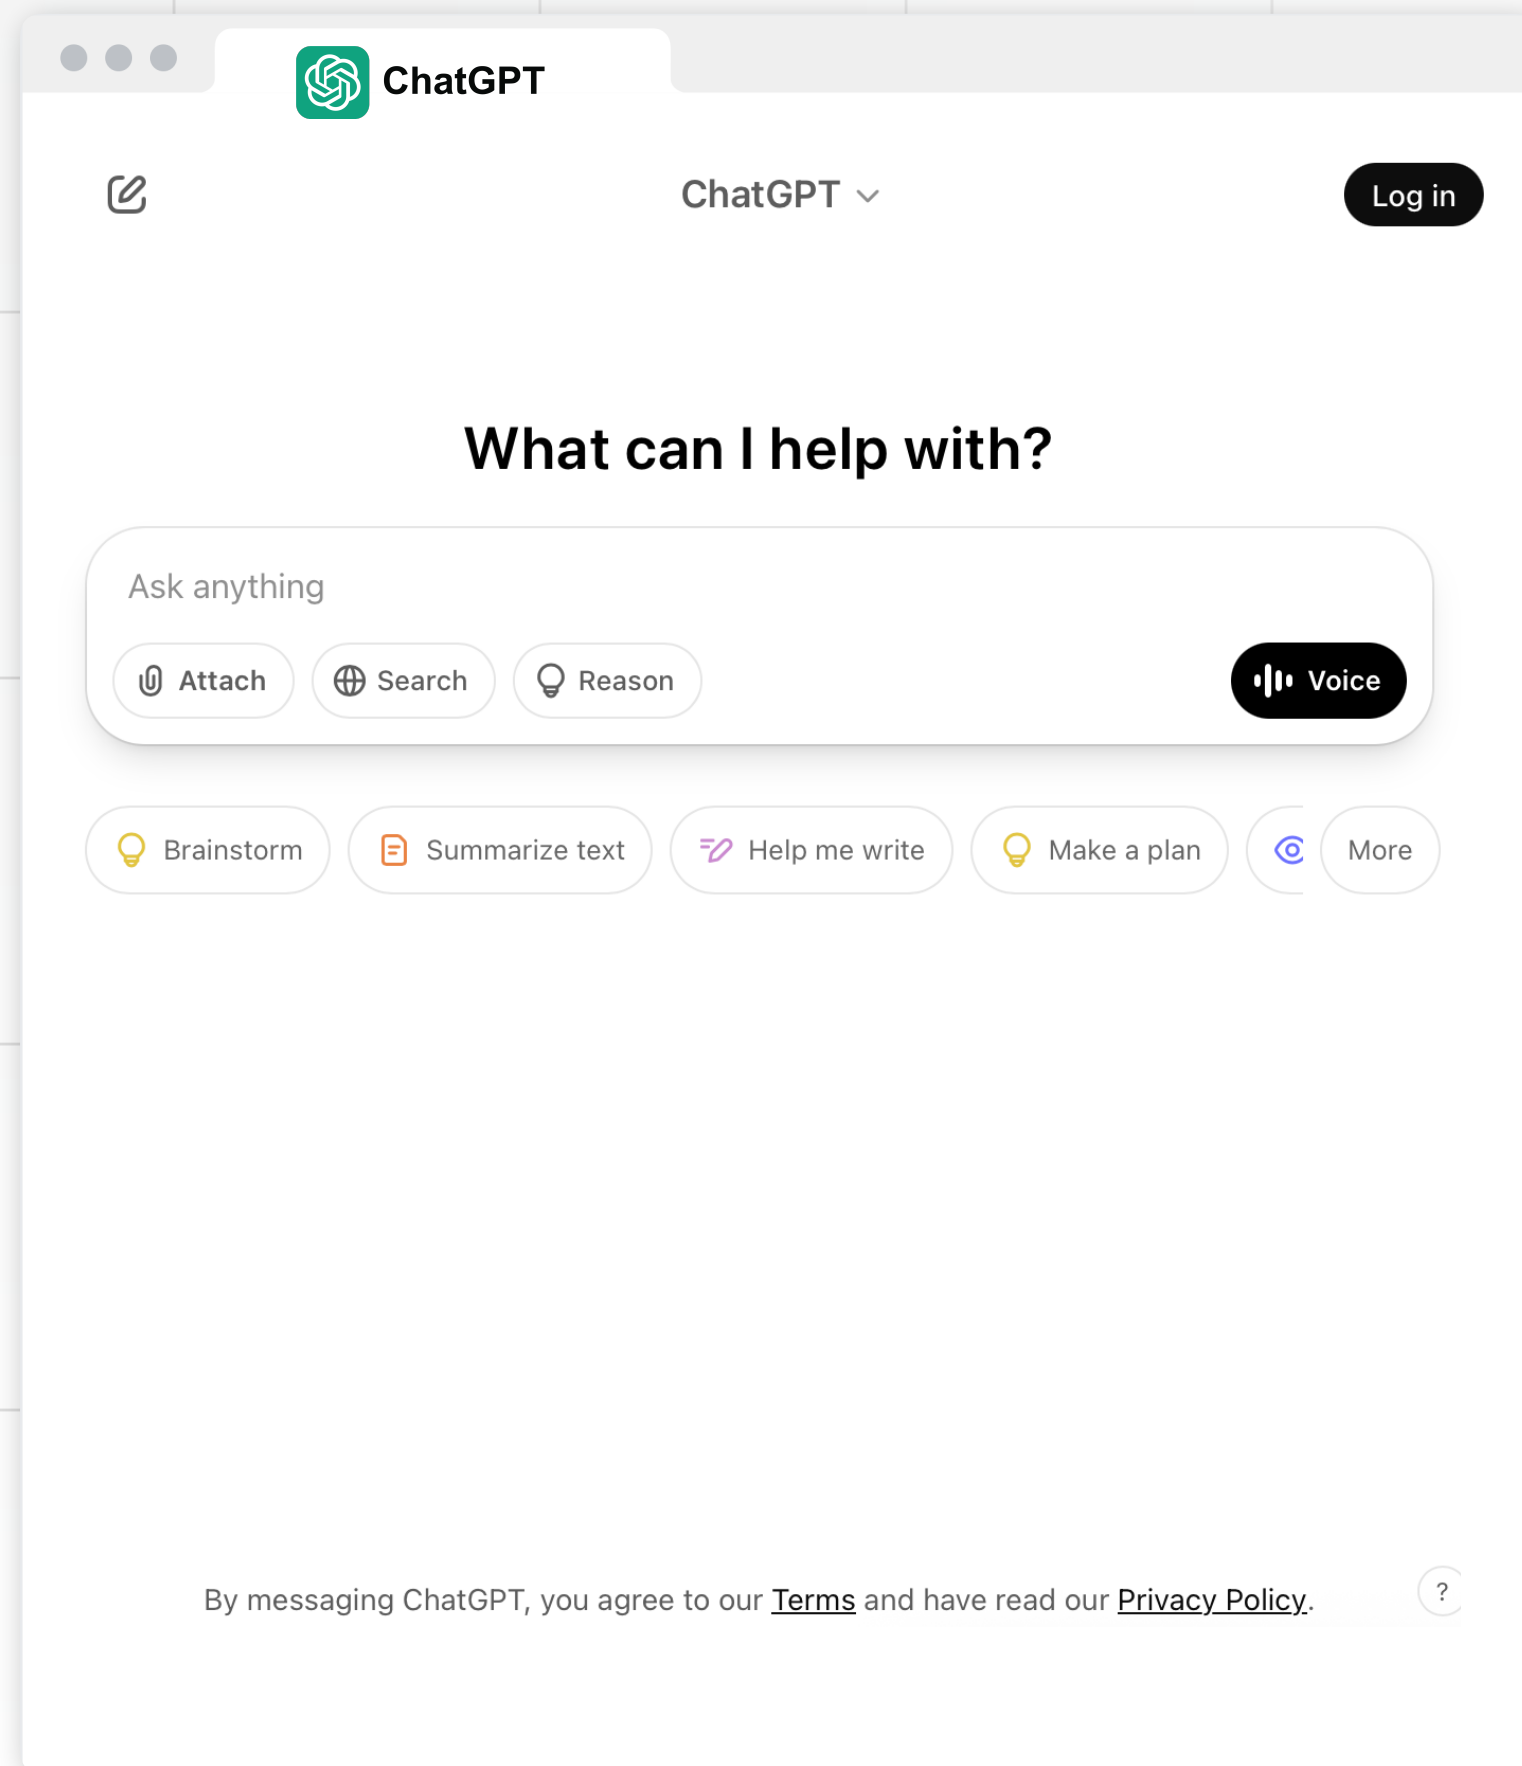 ChatGPT
ChatGPT
Log in
What can I help with?
Ask anything
Attach
Search
Reason
Voice
Brainstorm
Summarize text
Help me write
Make a plan
More
By messaging ChatGPT, you agree to our Terms and have read our Privacy Policy.
?